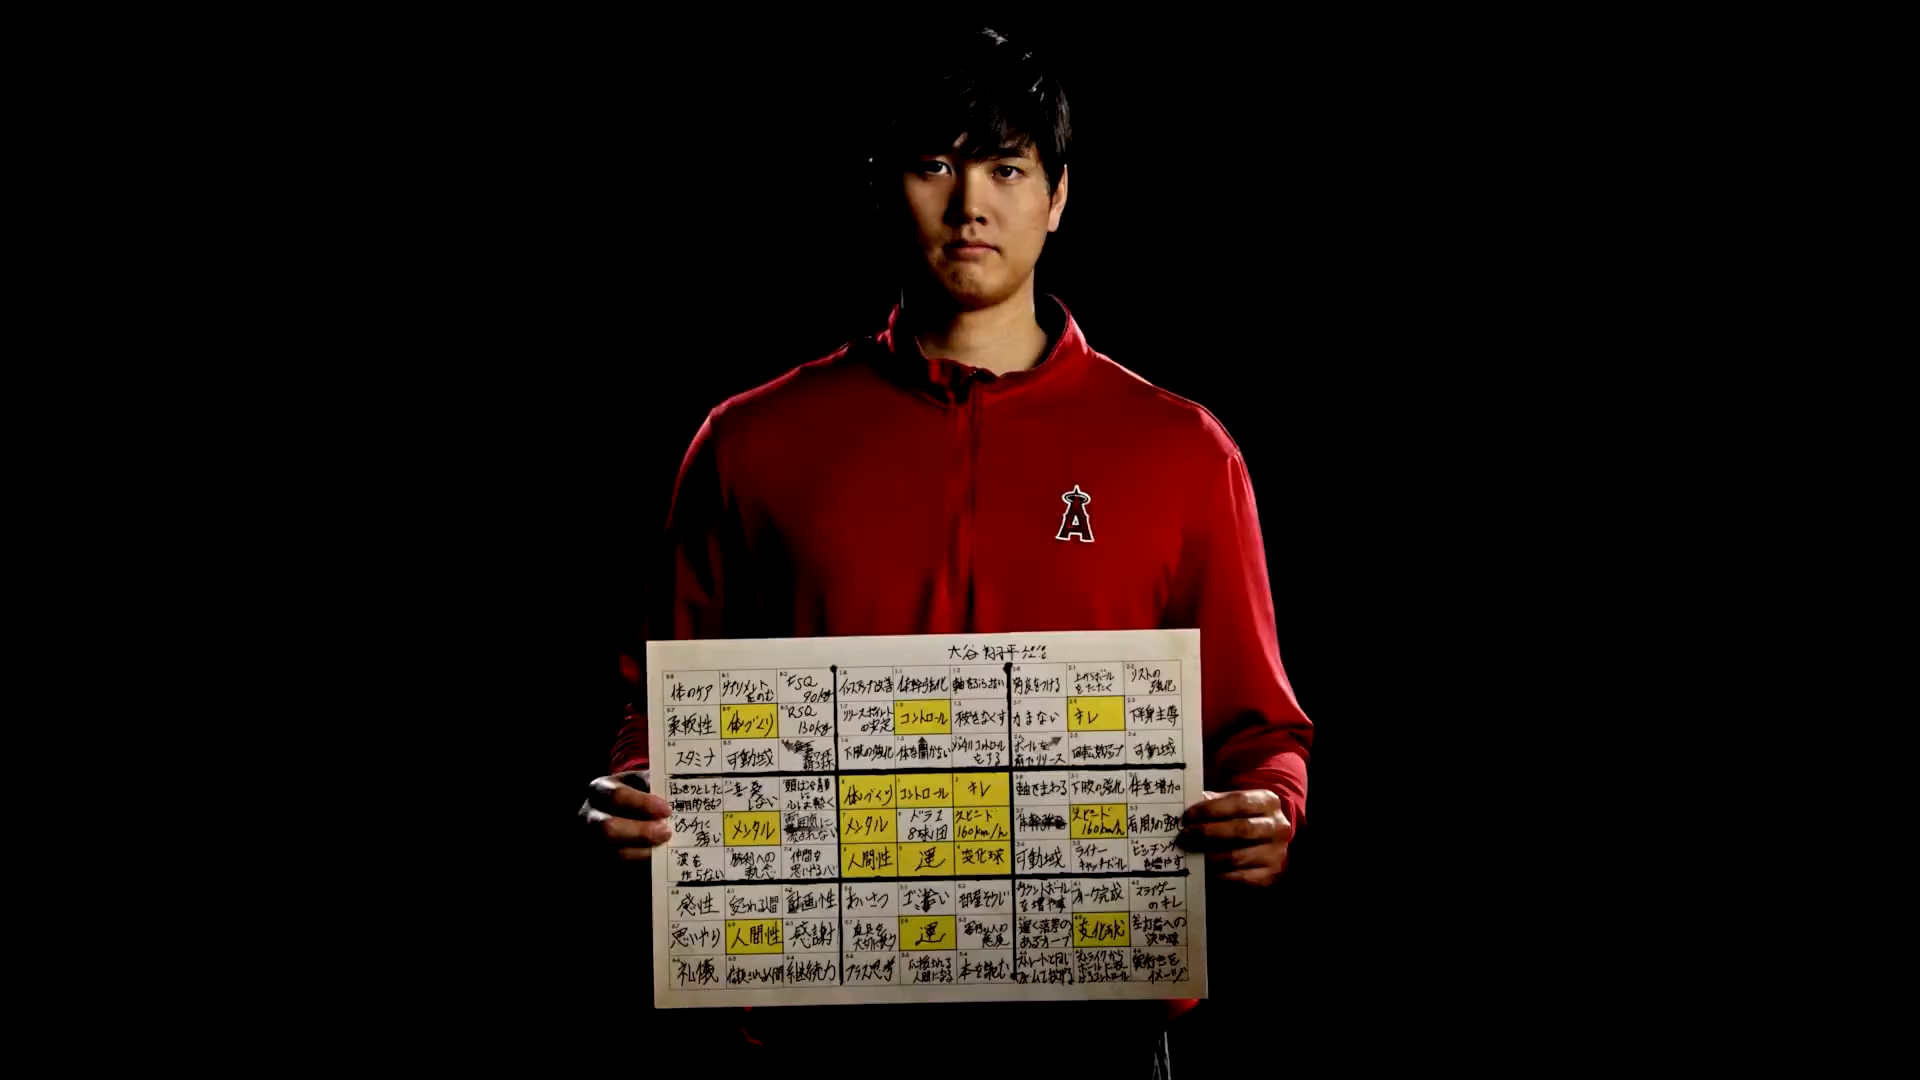 大谷 翔平
体のケア
サプリメントをのむ
FSQ 90kg
インステップ改善
体幹強化
軸をぶらさない
角度をつける
上からボールをたたく
リストの強化
柔軟性
体づくり
RSQ 130kg
リリースポイントの安定
コントロール
不安をなくす
力まない
キレ
下半身主導
スタミナ
可動域
下肢の強化
体を開かない
メンタルコントロールをする
ボールを前でリリース
回転数アップ
可動域
はっきりとした目標、目的をもつ
一喜一憂しない
頭は冷静に心は熱く
体づくり
コントロール
キレ
軸でまわる
下肢の強化
体重増加
ピンチに強い
メンタル
雰囲気に流されない
メンタル
ドラ1 8球団
スピード 160km/h
体幹強化
スピード 160km/h
肩周りの強化
波を作らない
勝利への執念
仲間を思いやる心
人間性
運
変化球
可動域
ライナーキャッチボール
ピッチングを増やす
感性
愛される人間
計画性
あいさつ
ゴミ拾い
部屋そうじ
カウントボールを増やす
フォーク完成
スライダーのキレ
思いやり
人間性
感謝
道具を大切に使う
運
審判さんへの態度
遅く落差のあるカーブ
変化球
左打者への決め球
礼儀
信頼される人間
継続力
プラス思考
応援される人間になる
本を読む
ストレートと同じフォームで投げる
ストライクからボールに投げるコントロール
奥行きをイメージ
A